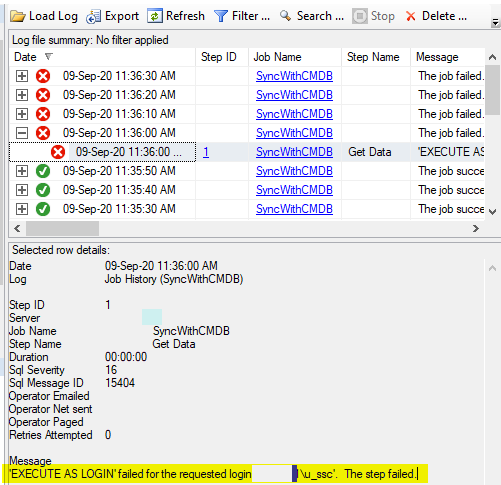 Load Log Export Refresh Filter ... Search ... Stop Delete ...
Log file summary: No filter applied
Date Step ID Job Name Step Name Message
09-Sep-20 11:36:30 AM SyncWithCMDB The job failed.
09-Sep-20 11:36:20 AM SyncWithCMDB The job failed.
09-Sep-20 11:36:10 AM SyncWithCMDB The job failed.
09-Sep-20 11:36:00 AM SyncWithCMDB The job failed.
09-Sep-20 11:36:00 ... 1 SyncWithCMDB Get Data 'EXECUTE AS
09-Sep-20 11:35:50 AM SyncWithCMDB The job succe
09-Sep-20 11:35:40 AM SyncWithCMDB The job succe
09-Sep-20 11:35:30 AM SyncWithCMDB The job succe
Selected row details:
Date 09-Sep-20 11:36:00 AM
Log Job History (SyncWithCMDB)
Step ID 1
Server
Job Name SyncWithCMDB
Step Name Get Data
Duration 00:00:00
Sql Severity 16
Sql Message ID 15404
Operator Emailed
Operator Net sent
Operator Paged
Retries Attempted 0
Message
'EXECUTE AS LOGIN' failed for the requested login \u_ssc'. The step failed.